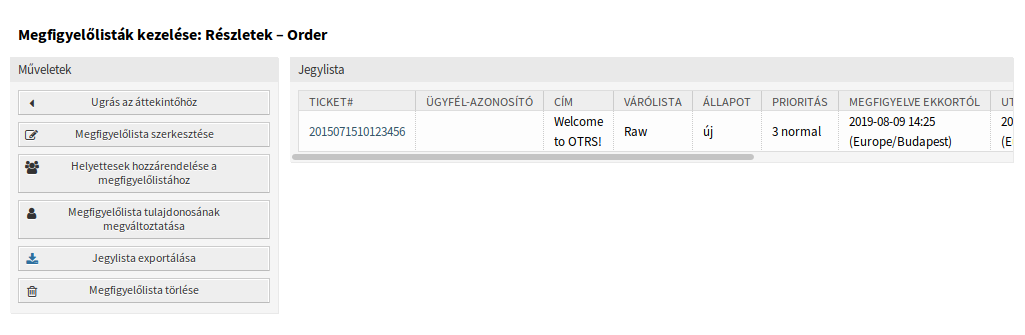 Megfigyelőlisták kezelése: Részletek – Order
Műveletek
Ugrás az áttekintőhöz
Megfigyelőlista szerkesztése
Helyettesek hozzárendelése a
megfigyelőlistához
Megfigyelőlista tulajdonosának
megváltoztatása
Jegylista exportálása
Megfigyelőlista törlése
Jegylista
TICKET# ÜGYFÉL-AZONOSÍTÓ CÍM VÁRÓLISTA ÁLLAPOT PRIORITÁS MEGFIGYELVE EKKORTÓL
2015071510123456 Welcome to OTRS! Raw új 3 normal 2019-08-09 14:25 (Europe/Budapest)